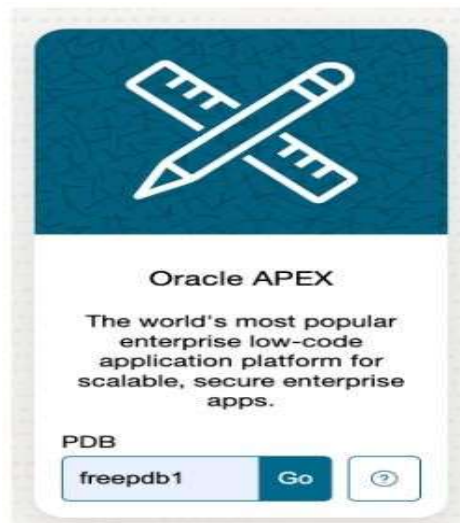 Oracle APEX
The world's most popular
enterprise low-code
application platform for
scalable, secure enterprise
apps.
PDB
freepdb1 Go ?